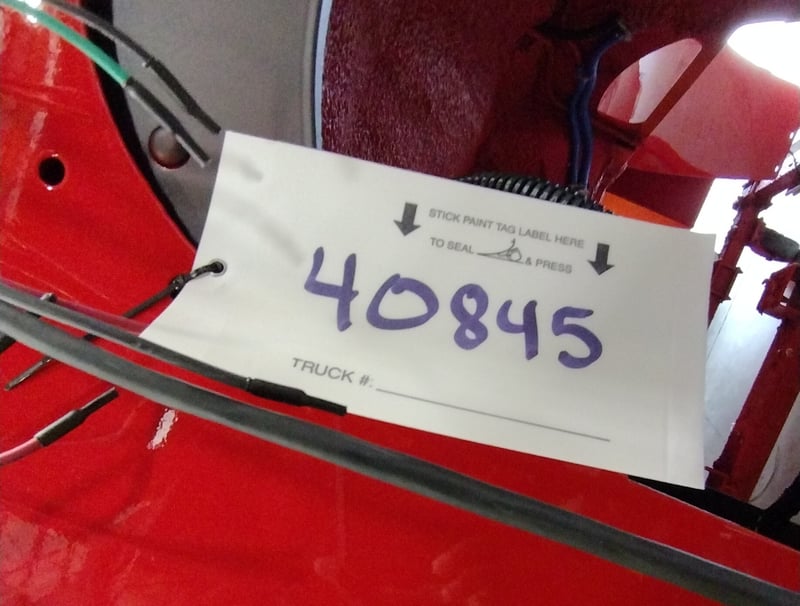 STICK PAINT TAG LABEL HERE
TO SEAL & PRESS
40845
TRUCK #: